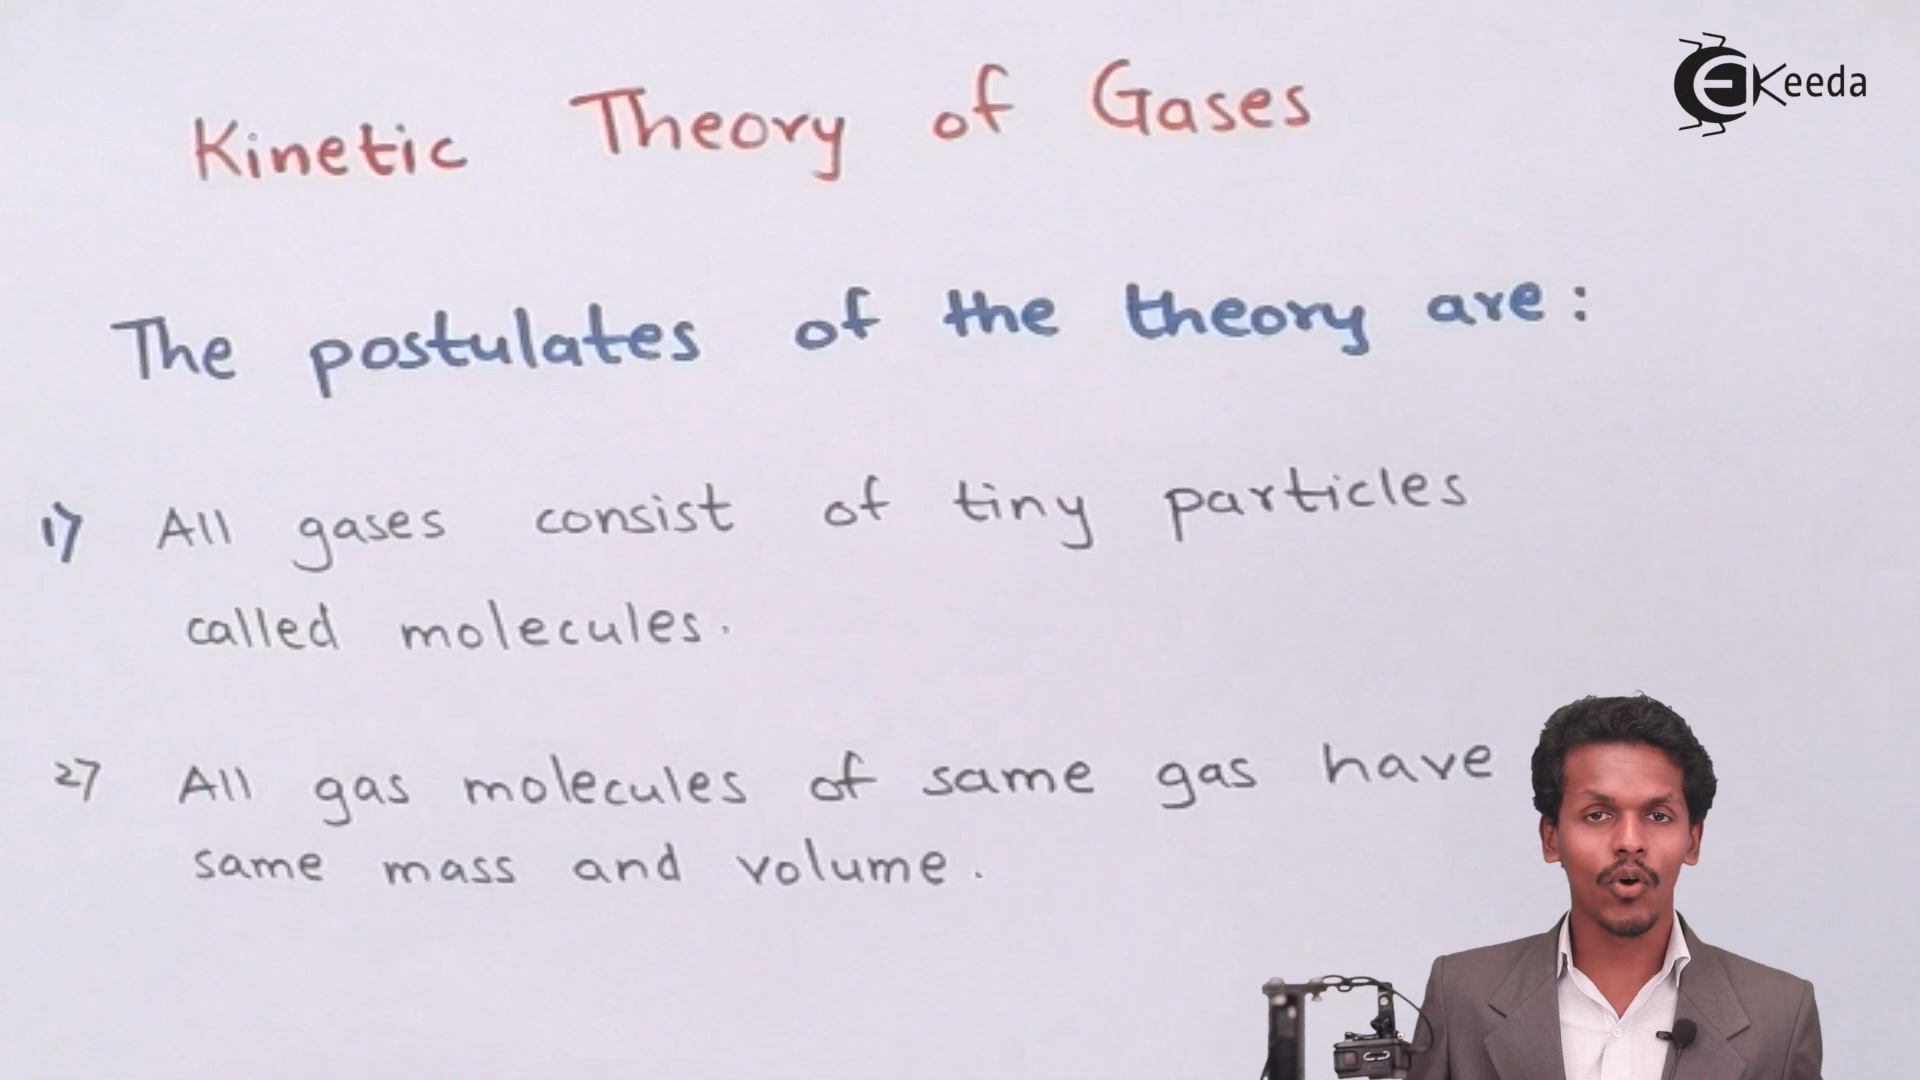 Kinetic Theory of Gases
EKeeda
The postulates of the theory are:
1) All gases consist of tiny particles
called molecules.
2) All gas molecules of same gas have
same mass and volume.